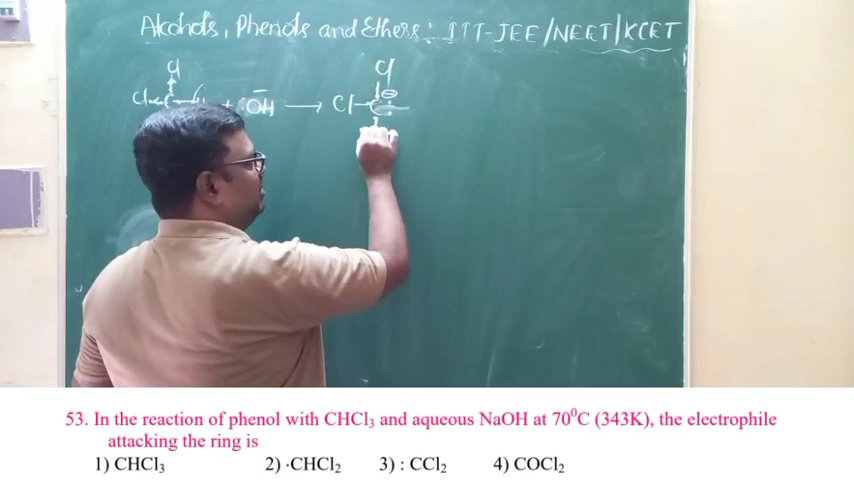 Alcohols, Phenols and Ethers: IIT-JEE/NEET/KCET
Cl Cl
:OH⁻ ⟶ Cl-C:⊖
53. In the reaction of phenol with CHCl₃ and aqueous NaOH at 70⁰C (343K), the electrophile
attacking the ring is
1) CHCl₃ 2) ·CHCl₂ 3) : CCl₂ 4) COCl₂